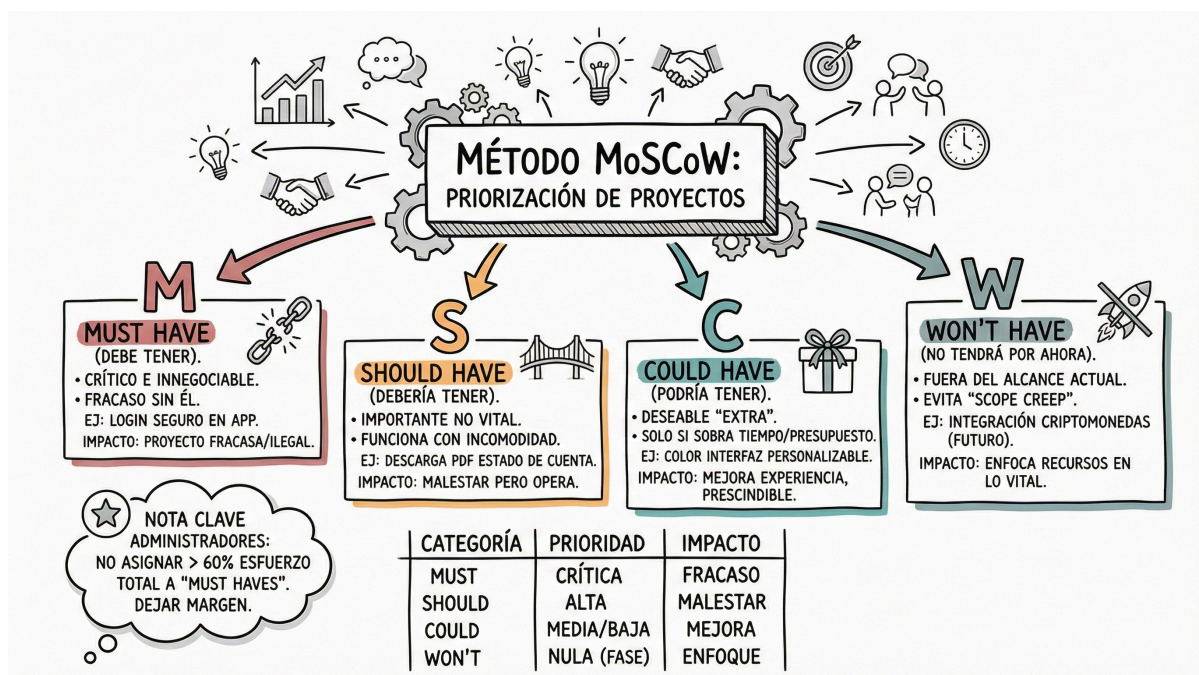 MÉTODO MoSCoW:
PRIORIZACIÓN DE PROYECTOS
M
MUST HAVE
(DEBE TENER).
• CRÍTICO E INNEGOCIABLE.
• FRACASO SIN ÉL.
EJ: LOGIN SEGURO EN APP.
IMPACTO: PROYECTO FRACASA/ILEGAL.
S
SHOULD HAVE
(DEBERÍA TENER).
• IMPORTANTE NO VITAL.
• FUNCIONA CON INCOMODIDAD.
EJ: DESCARGA PDF ESTADO DE CUENTA.
IMPACTO: MALESTAR PERO OPERA.
C
COULD HAVE
(PODRÍA TENER).
• DESEABLE "EXTRA".
• SOLO SI SOBRA TIEMPO/PRESUPUESTO.
EJ: COLOR INTERFAZ PERSONALIZABLE.
IMPACTO: MEJORA EXPERIENCIA,
PRESCINDIBLE.
W
WON'T HAVE
(NO TENDRÁ POR AHORA).
• FUERA DEL ALCANCE ACTUAL.
• EVITA "SCOPE CREEP".
EJ: INTEGRACIÓN CRIPTOMONEDAS
(FUTURO).
IMPACTO: ENFOCA RECURSOS EN
LO VITAL.
NOTA CLAVE
ADMINISTRADORES:
NO ASIGNAR > 60% ESFUERZO
TOTAL A "MUST HAVES".
DEJAR MARGEN.
CATEGORÍA PRIORIDAD IMPACTO
MUST CRÍTICA FRACASO
SHOULD ALTA MALESTAR
COULD MEDIA/BAJA MEJORA
WON'T NULA (FASE) ENFOQUE